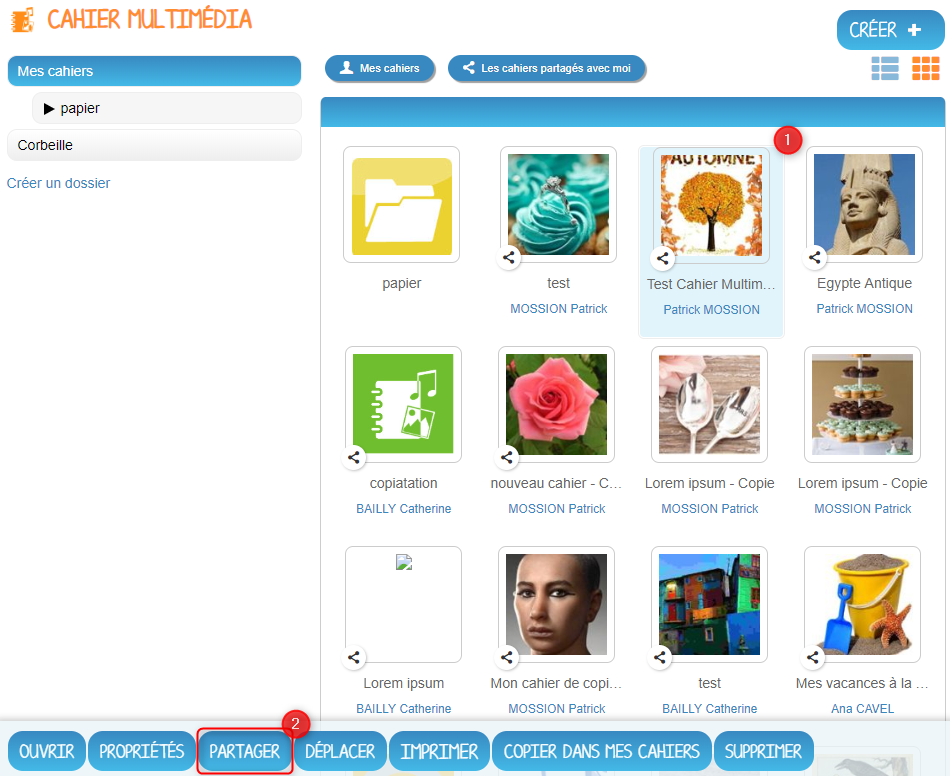 CAHIER MULTIMÉDIA
CRÉER +
Mes cahiers
papier
Corbeille
Créer un dossier
Mes cahiers
Les cahiers partagés avec moi
1
AUTOMNE
papier
test
MOSSION Patrick
Test Cahier Multim...
Patrick MOSSION
Egypte Antique
Patrick MOSSION
copiatation
BAILLY Catherine
nouveau cahier - C...
MOSSION Patrick
Lorem ipsum - Copie
MOSSION Patrick
Lorem ipsum - Copie
MOSSION Patrick
Lorem ipsum
BAILLY Catherine
Mon cahier de copi...
MOSSION Patrick
test
BAILLY Catherine
Mes vacances à la ...
Ana CAVEL
2
OUVRIR
PROPRIÉTÉS
PARTAGER
DÉPLACER
IMPRIMER
COPIER DANS MES CAHIERS
SUPPRIMER